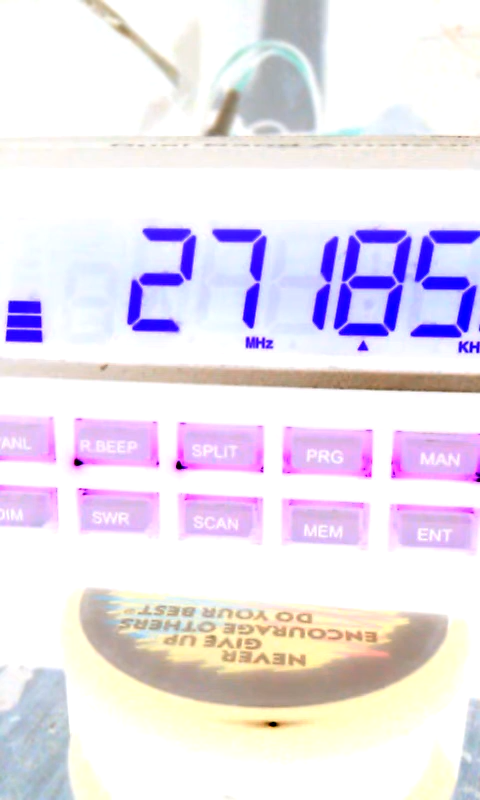 27 185
MHz KH
ANL R.BEEP SPLIT PRG MAN
DIM SWR SCAN MEM ENT
NEVER
GIVE UP
ENCOURAGE OTHERS
DO YOUR BEST